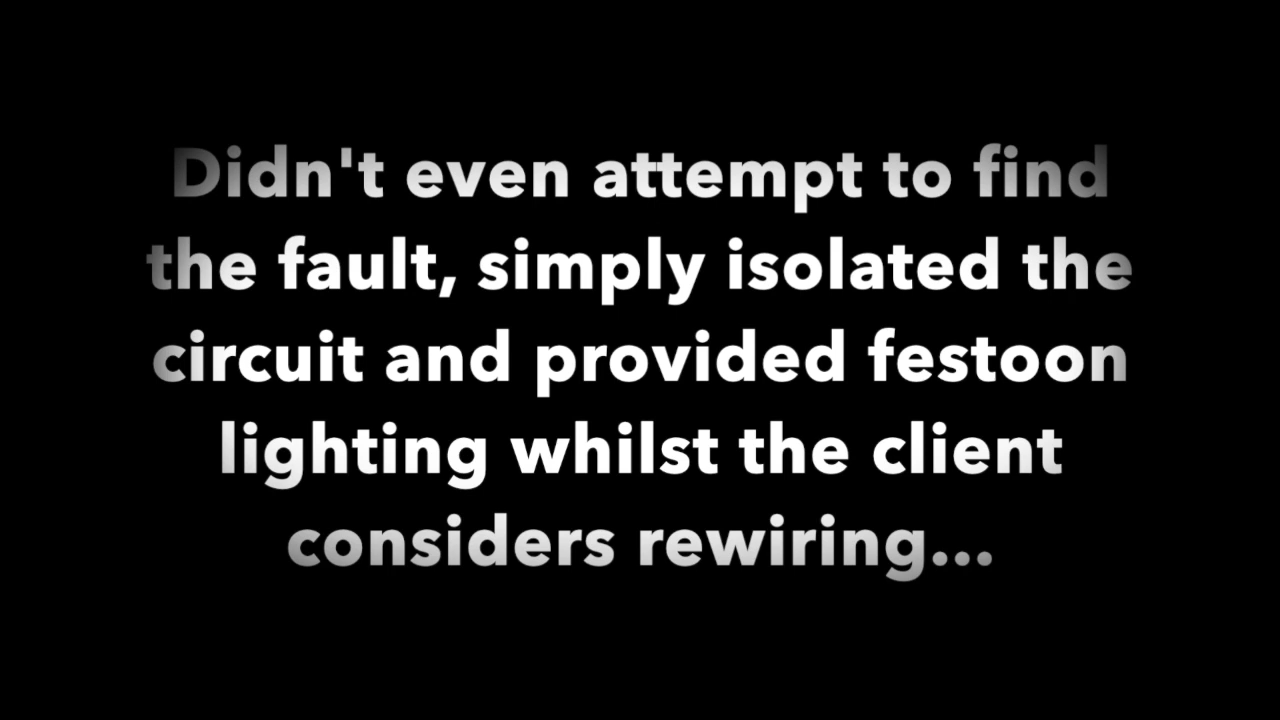 Didn't even attempt to find
the fault, simply isolated the
circuit and provided festoon
lighting whilst the client
considers rewiring...